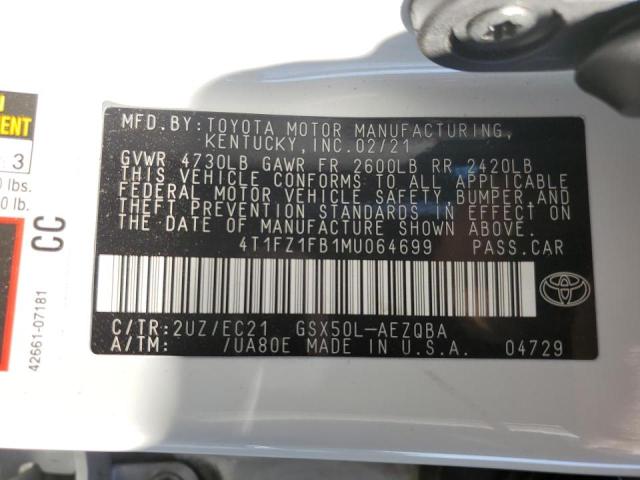 MFD.BY:TOYOTA MOTOR MANUFACTURING,
KENTUCKY,INC.02/21
GVWR 4730LB GAWR FR 2600LB RR 2420LB
THIS VEHICLE CONFORMS TO ALL APPLICABLE
FEDERAL MOTOR VEHICLE SAFETY,BUMPER,AND
THEFT PREVENTION STANDARDS IN EFFECT ON
THE DATE OF MANUFACTURE SHOWN ABOVE.
4T1FZ1FB1MU064699 PASS.CAR
C/TR:2UZ/EC21 GSX50L-AEZQBA
A/TM: /UA80E MADE IN U.S.A. 04729
TOYOTA
3
lbs.
lb.
CC
42661-07181